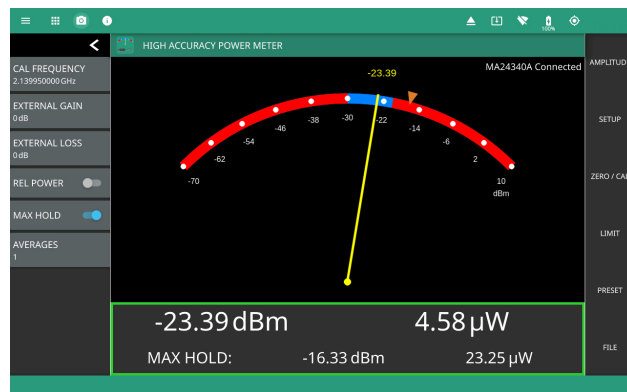 100%
HIGH ACCURACY POWER METER
CAL FREQUENCY
2.139950000 GHz
EXTERNAL GAIN
0 dB
EXTERNAL LOSS
0 dB
REL POWER
MAX HOLD
AVERAGES
1
-23.39
MA24340A Connected
-70
-62
-54
-46
-38
-30
-22
-14
-6
2
10
dBm
-23.39 dBm
4.58 µW
MAX HOLD:
-16.33 dBm
23.25 µW
AMPLITUD
SETUP
ZERO / CAL
LIMIT
PRESET
FILE